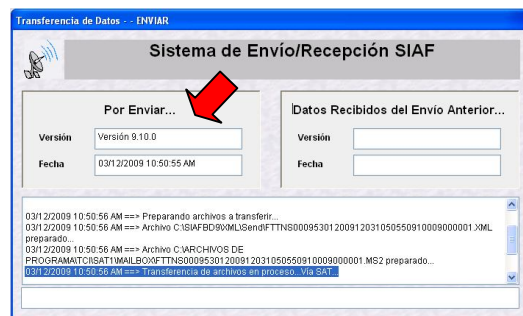 Transferencia de Datos - - ENVIAR
Sistema de Envío/Recepción SIAF
Por Enviar...
Versión Versión 9.10.0
Fecha 03/12/2009 10:50:55 AM
Datos Recibidos del Envío Anterior...
Versión
Fecha
03/12/2009 10:50:56 AM ==> Preparando archivos a transferir...
03/12/2009 10:50:56 AM ==> Archivo C:\SIAFBD9\XML\Send\FTTNS000953012009120310505509100090000001.XML
preparado...
03/12/2009 10:50:56 AM ==> Archivo C:\ARCHIVOS DE
PROGRAMA\TCI\SAT1\MAILBOX\FTTNS000953012009120310505509100090000001.MS2 preparado...
03/12/2009 10:50:56 AM ==> Transferencia de archivos en proceso...Vía SAT...